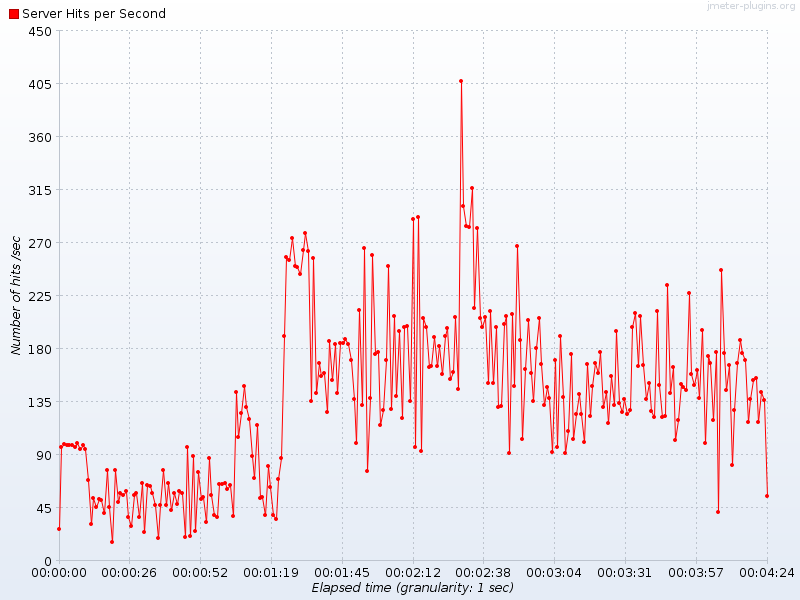 jmeter-plugins.org
Server Hits per Second
450
405
360
315
270
225
180
135
90
45
0
Number of hits /sec
00:00:00 00:00:26 00:00:52 00:01:19 00:01:45 00:02:12 00:02:38 00:03:04 00:03:31 00:03:57 00:04:24
Elapsed time (granularity: 1 sec)